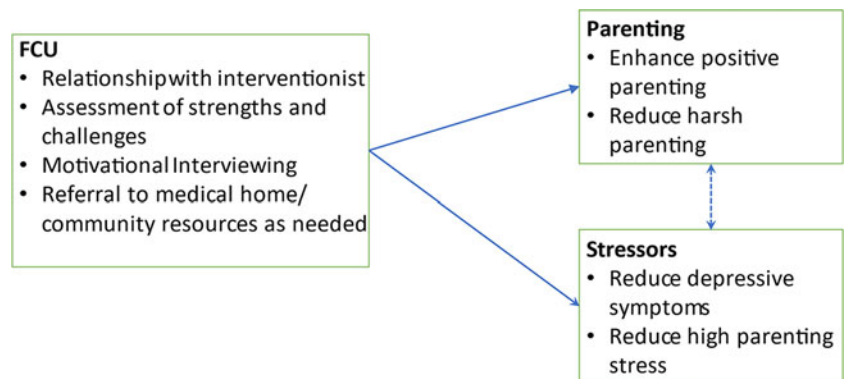 FCU
• Relationship with interventionist
• Assessment of strengths and
challenges
• Motivational Interviewing
• Referral to medical home/
community resources as needed
Parenting
• Enhance positive
parenting
• Reduce harsh
parenting
Stressors
• Reduce depressive
symptoms
• Reduce high parenting
stress